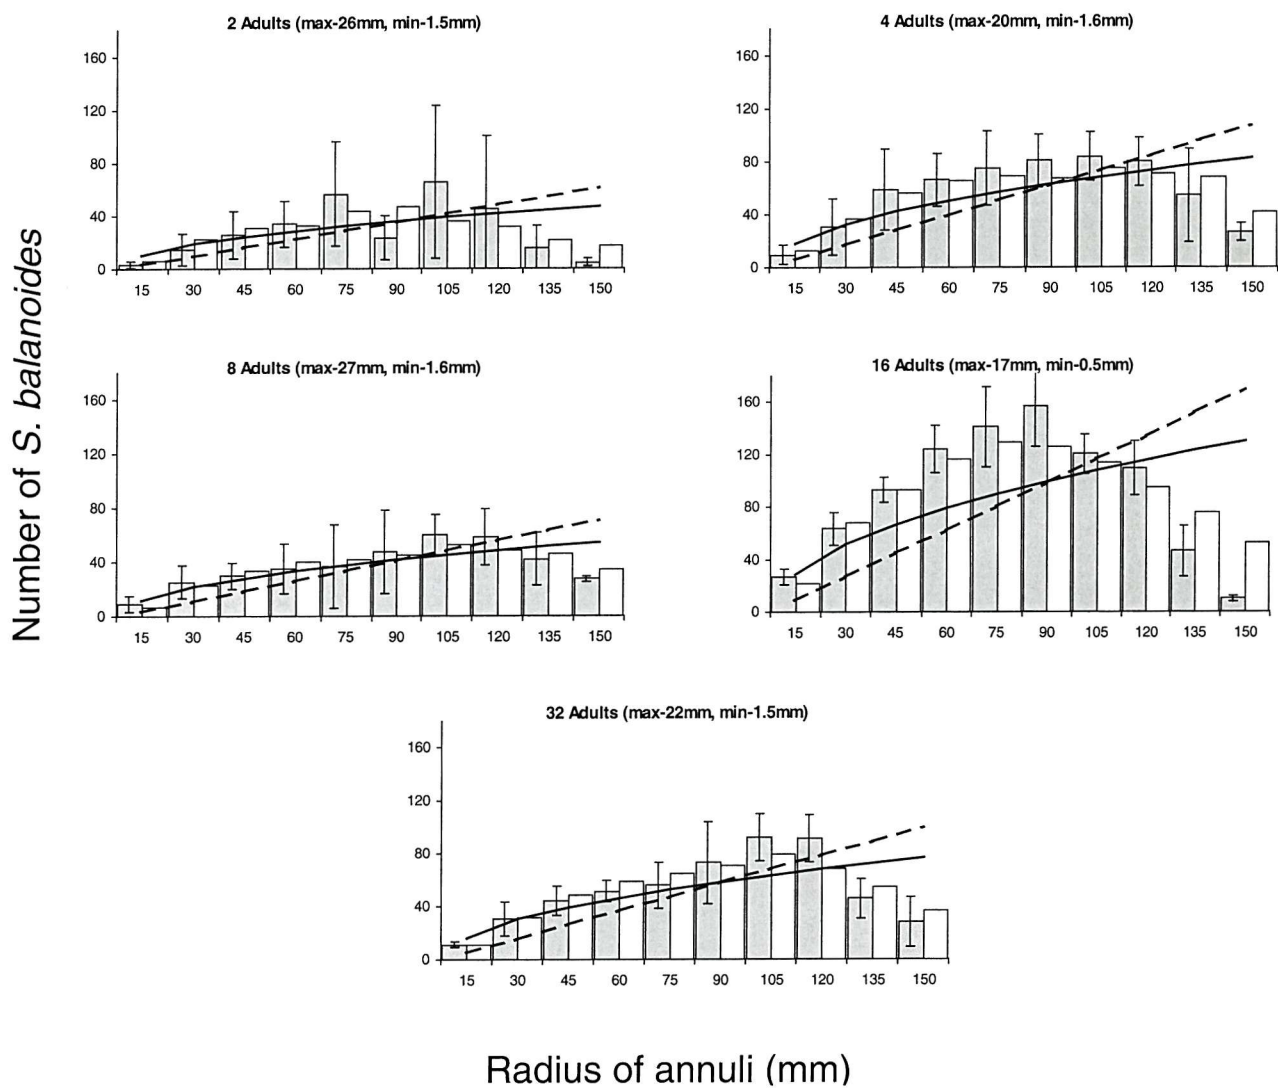 2 Adults (max-26mm, min-1.5mm)
160
120
80
40
0
15 30 45 60 75 90 105 120 135 150
4 Adults (max-20mm, min-1.6mm)
160
120
80
40
0
15 30 45 60 75 90 105 120 135 150
8 Adults (max-27mm, min-1.6mm)
160
120
80
40
0
15 30 45 60 75 90 105 120 135 150
16 Adults (max-17mm, min-0.5mm)
160
120
80
40
0
15 30 45 60 75 90 105 120 135 150
32 Adults (max-22mm, min-1.5mm)
160
120
80
40
0
15 30 45 60 75 90 105 120 135 150
Number of S. balanoides
Radius of annuli (mm)